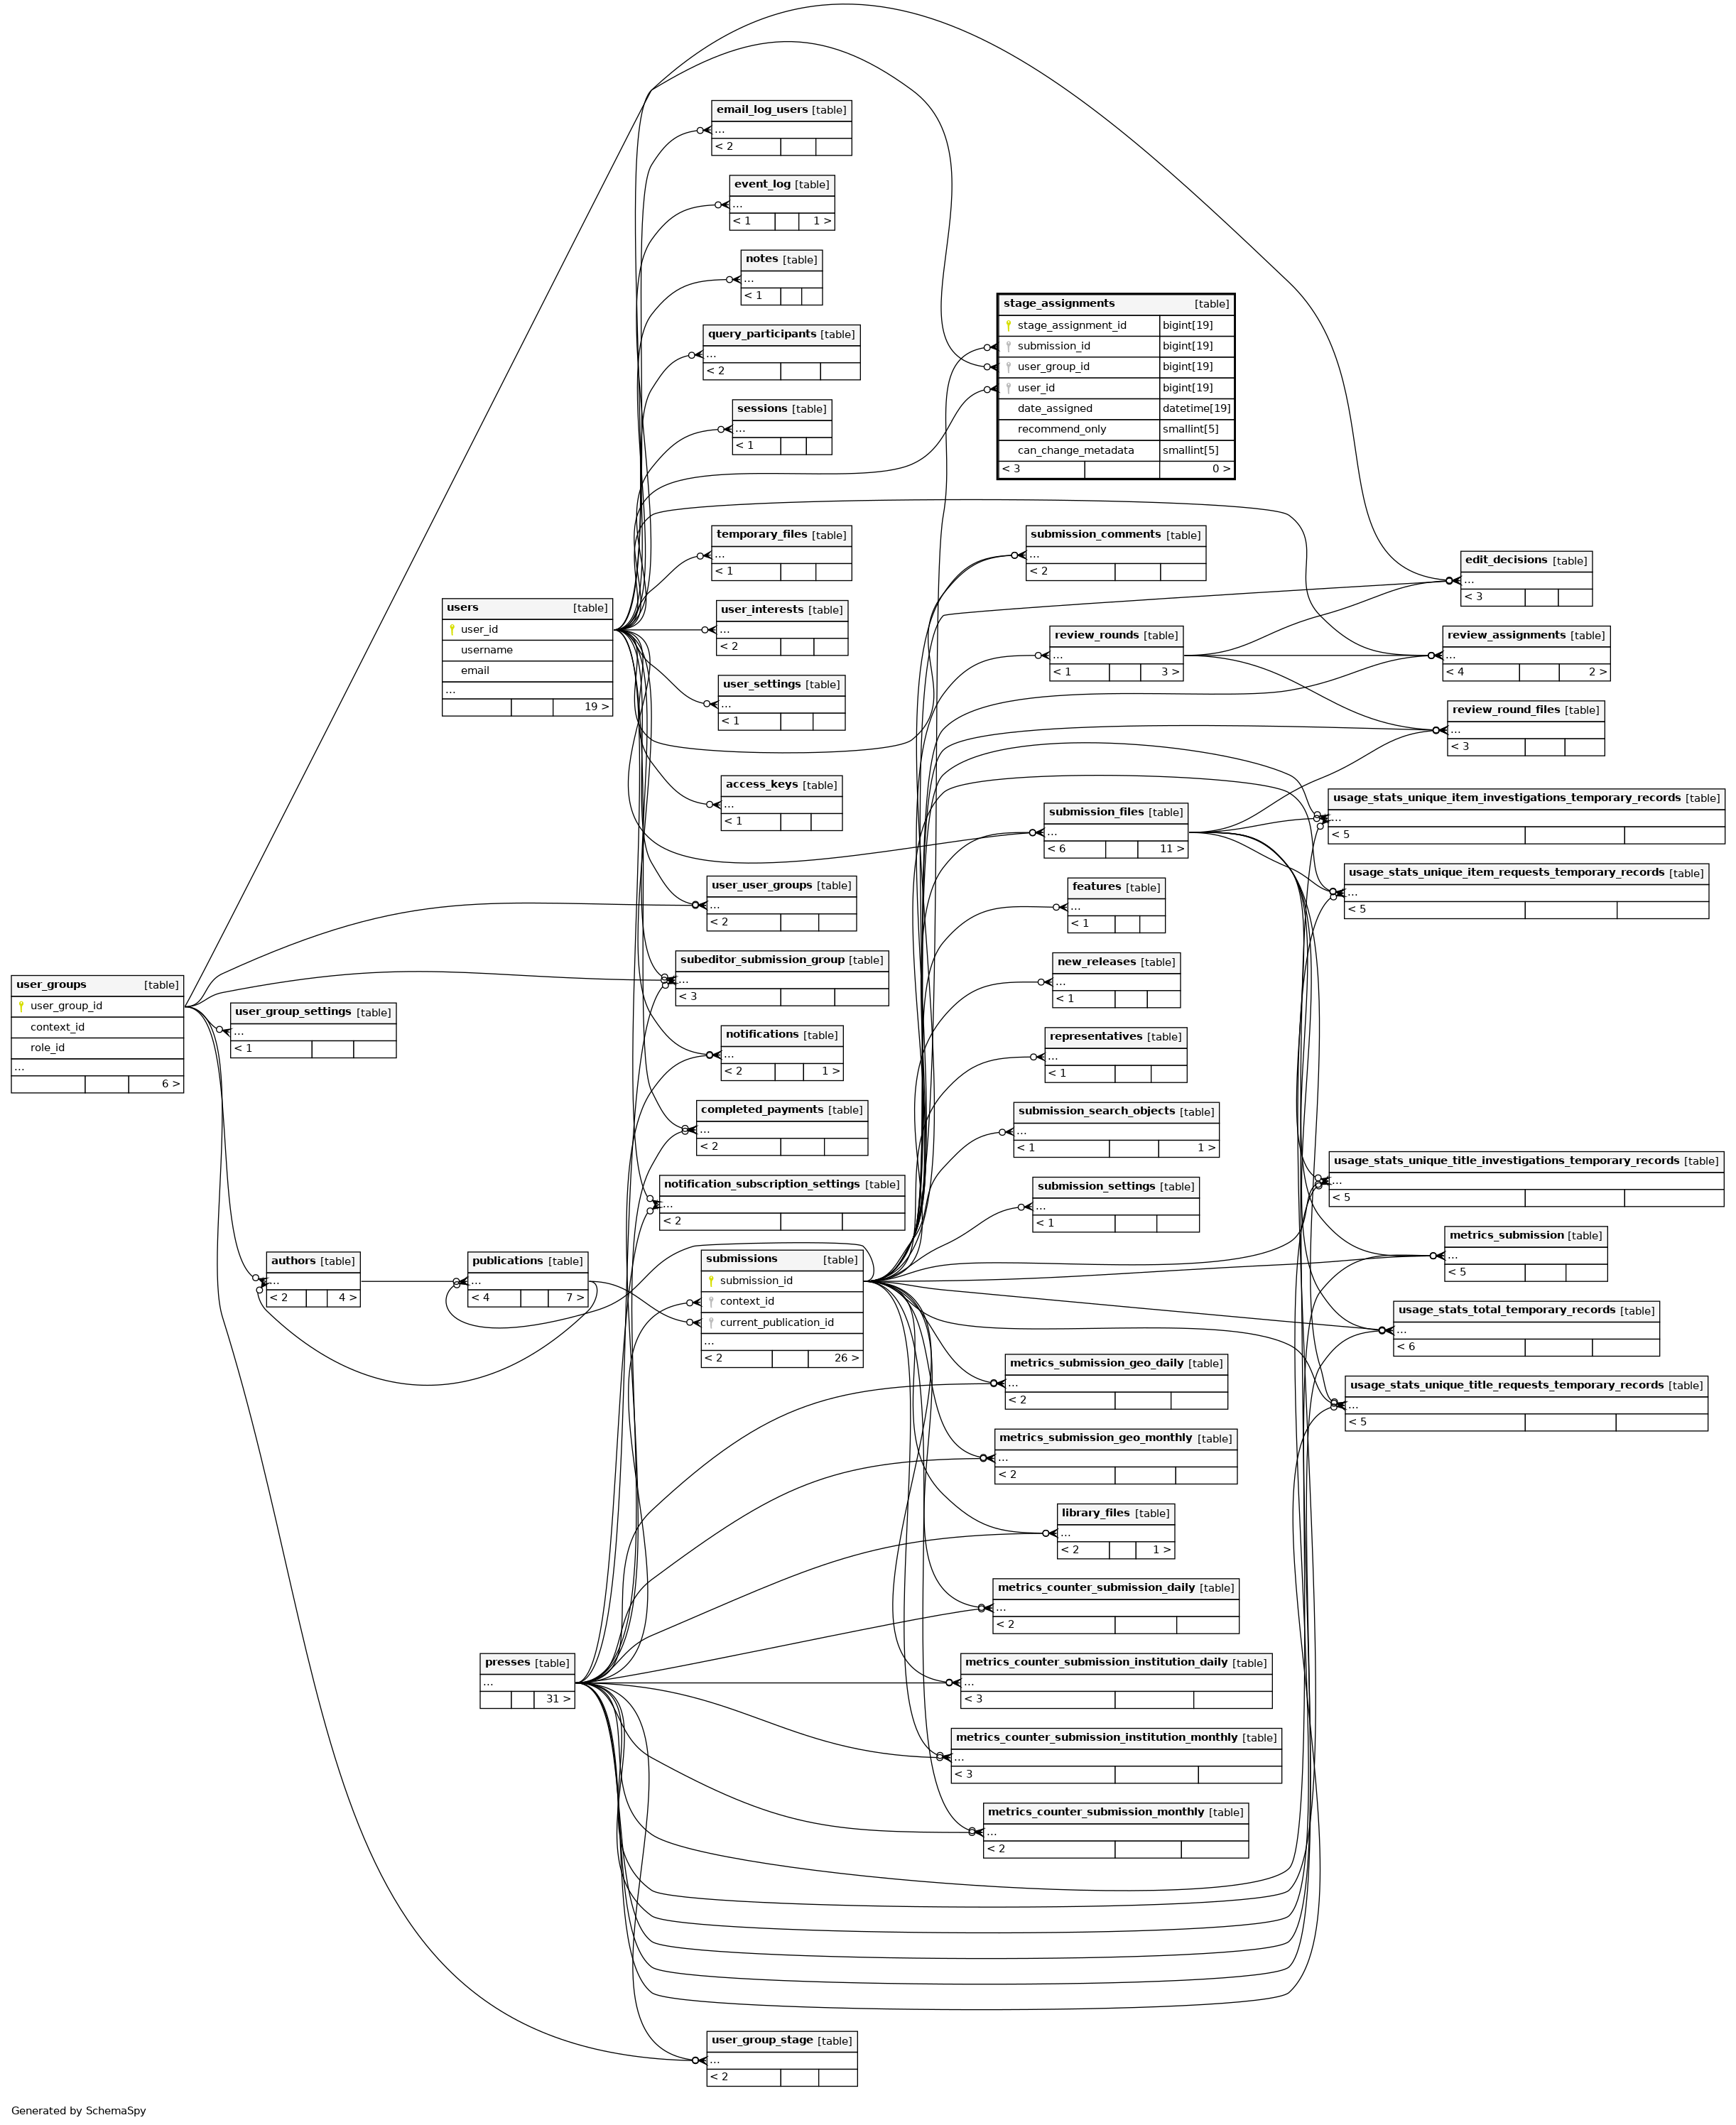 email_log_users [table]
...
< 2
event_log [table]
...
< 1 1 >
notes [table]
...
< 1
query_participants [table]
...
< 2
sessions [table]
...
< 1
stage_assignments [table]
stage_assignment_id bigint[19]
submission_id bigint[19]
user_group_id bigint[19]
user_id bigint[19]
date_assigned datetime[19]
recommend_only smallint[5]
can_change_metadata smallint[5]
< 3 0 >
temporary_files [table]
...
< 1
submission_comments [table]
...
< 2
edit_decisions [table]
...
< 3
users [table]
user_id
username
email
...
19 >
user_interests [table]
...
< 2
review_rounds [table]
...
< 1 3 >
review_assignments [table]
...
< 4 2 >
user_settings [table]
...
< 1
review_round_files [table]
...
< 3
access_keys [table]
...
< 1
submission_files [table]
...
< 6 11 >
usage_stats_unique_item_investigations_temporary_records [table]
...
< 5
usage_stats_unique_item_requests_temporary_records [table]
...
< 5
user_user_groups [table]
...
< 2
features [table]
...
< 1
subeditor_submission_group [table]
...
< 3
new_releases [table]
...
< 1
user_groups [table]
user_group_id
context_id
role_id
...
6 >
user_group_settings [table]
...
< 1
notifications [table]
...
< 2 1 >
representatives [table]
...
< 1
completed_payments [table]
...
< 2
submission_search_objects [table]
...
< 1 1 >
usage_stats_unique_title_investigations_temporary_records [table]
...
< 5
notification_subscription_settings [table]
...
< 2
submission_settings [table]
...
< 1
metrics_submission [table]
...
< 5
authors [table]
...
< 2 4 >
publications [table]
...
< 4 7 >
submissions [table]
submission_id
context_id
current_publication_id
...
< 2 26 >
usage_stats_total_temporary_records [table]
...
< 6
metrics_submission_geo_daily [table]
...
< 2
usage_stats_unique_title_requests_temporary_records [table]
...
< 5
metrics_submission_geo_monthly [table]
...
< 2
library_files [table]
...
< 2 1 >
metrics_counter_submission_daily [table]
...
< 2
presses [table]
...
31 >
metrics_counter_submission_institution_daily [table]
...
< 3
metrics_counter_submission_institution_monthly [table]
...
< 3
metrics_counter_submission_monthly [table]
...
< 2
user_group_stage [table]
...
< 2
Generated by SchemaSpy